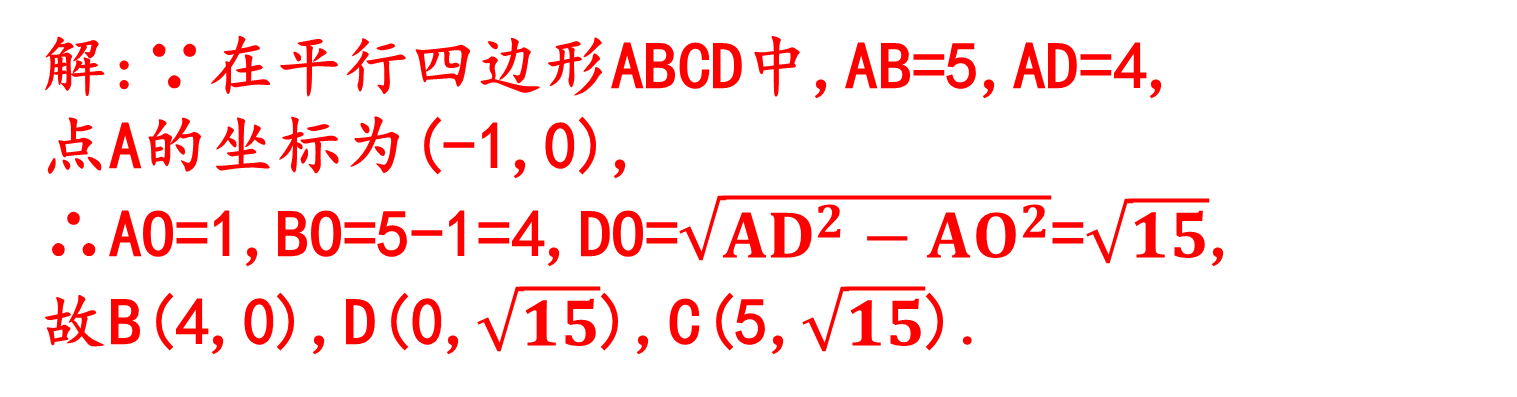 解:∵在平行四边形ABCD中,AB=5,AD=4,
点A的坐标为(-1,0),
∴AO=1,BO=5-1=4,DO=√(AD²－AO²)=√15,
故B(4,0),D(0,√15),C(5,√15).